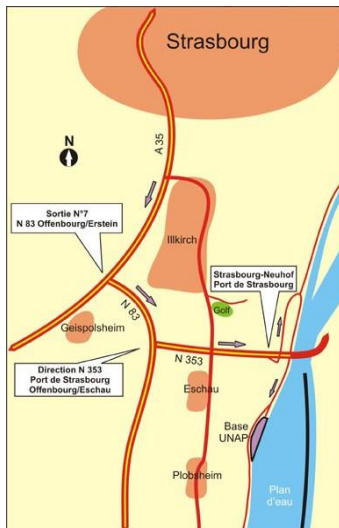 Strasbourg
N
A 35
Sortie N°7
N 83 Offenbourg/Erstein
Illkirch
Strasbourg-Neuhof
Port de Strasbourg
Golf
N 83
Geispolsheim
N 353
Direction N 353
Port de Strasbourg
Offenbourg/Eschau
Eschau
Base
UNAP
Plobsheim
Plan
d'eau